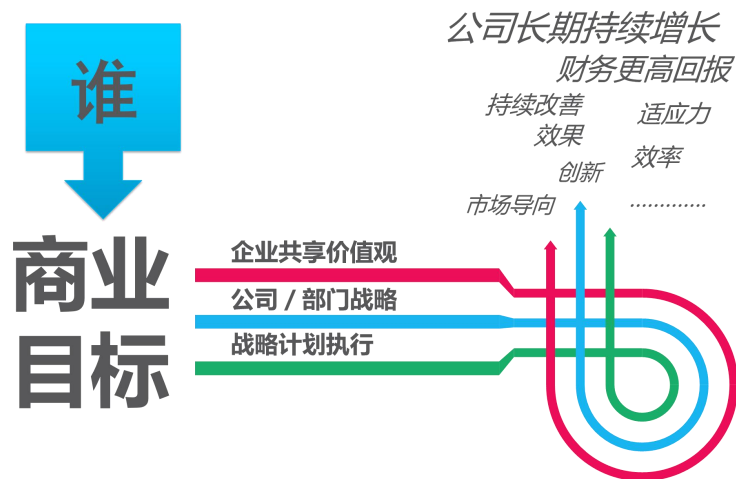 谁
商业
目标
企业共享价值观
公司 / 部门战略
战略计划执行
公司长期持续增长
财务更高回报
持续改善
适应力
效果
效率
创新
市场导向
.............